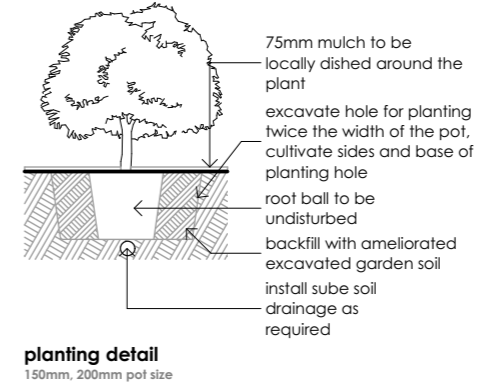 75mm mulch to be
locally dished around the
plant
excavate hole for planting
twice the width of the pot,
cultivate sides and base of
planting hole
root ball to be
undisturbed
backfill with ameliorated
excavated garden soil
install sube soil
drainage as
required
planting detail
150mm, 200mm pot size